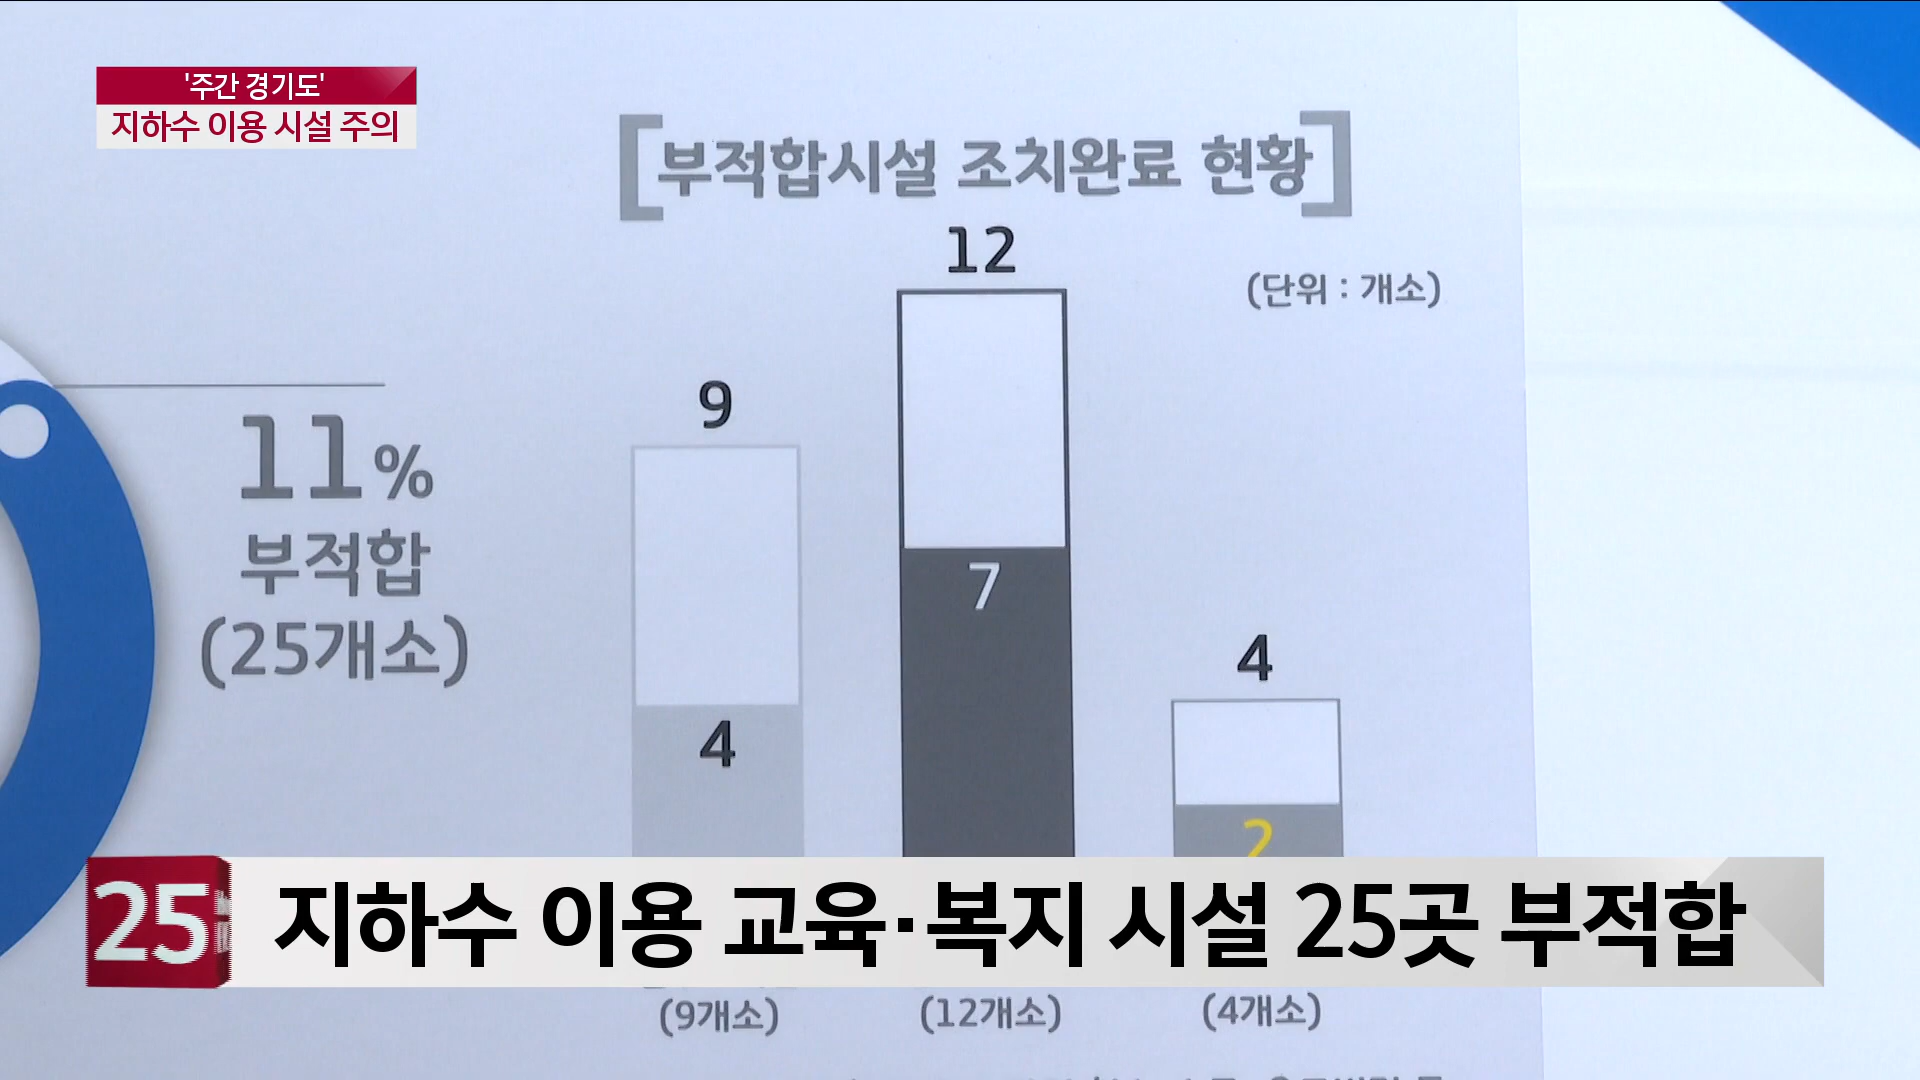 '주간 경기도'
지하수 이용 시설 주의
[부적합시설 조치완료 현황]
(단위 : 개소)
12
9
7
4
4
2
11%
부적합
(25개소)
25
지하수 이용 교육·복지 시설 25곳 부적합
(9개소)
(12개소)
(4개소)